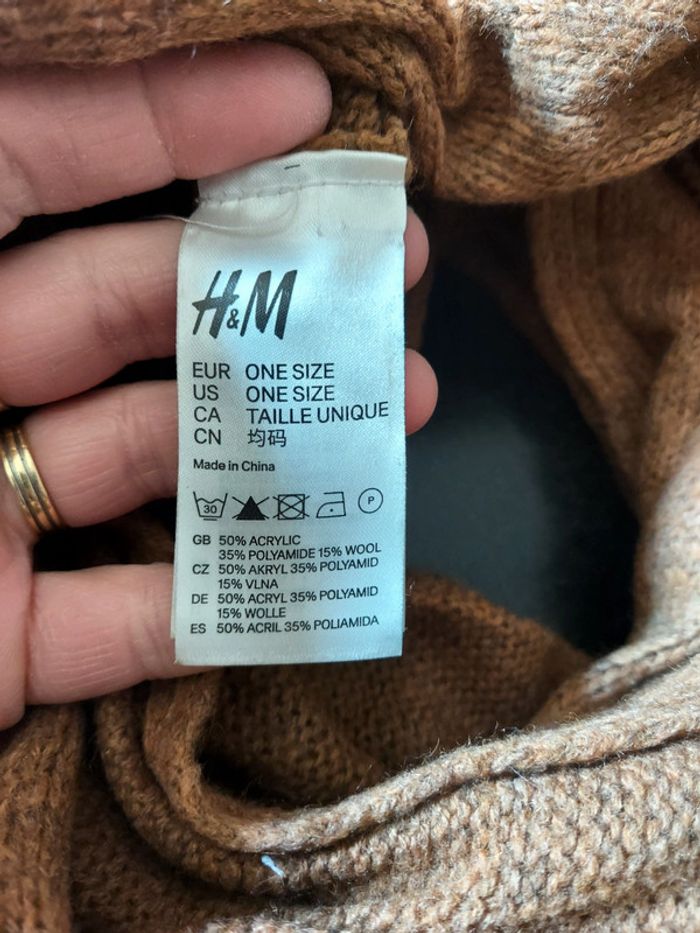 H&M
EUR ONE SIZE
US ONE SIZE
CA TAILLE UNIQUE
CN 均码
Made in China
30 P
GB 50% ACRYLIC
35% POLYAMIDE 15% WOOL
CZ 50% AKRYL 35% POLYAMID
15% VLNA
DE 50% ACRYL 35% POLYAMID
15% WOLLE
ES 50% ACRIL 35% POLIAMIDA